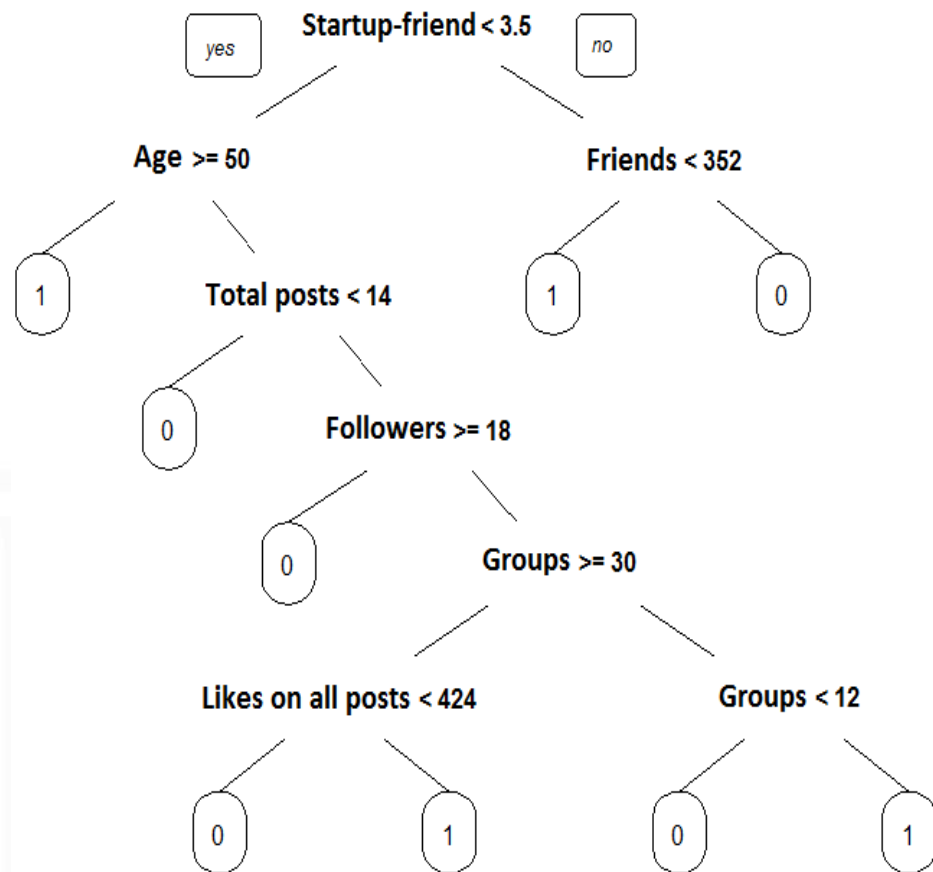 Startup-friend < 3.5
yes
no
Age >= 50
Friends < 352
1
Total posts < 14
1
0
0
Followers >= 18
0
Groups >= 30
Likes on all posts < 424
Groups < 12
0
1
0
1